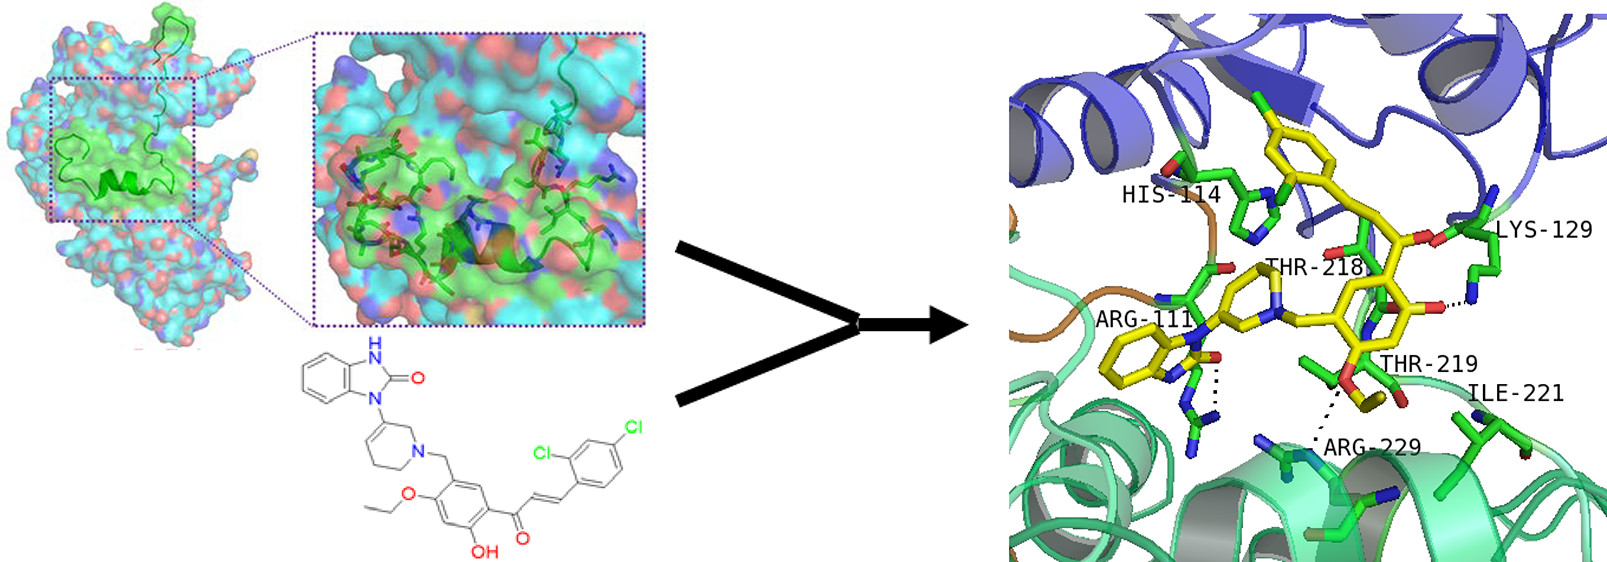 H
N
O
N
N
Cl
Cl
O
O
OH
HIS-114
LYS-129
THR-218
ARG-111
THR-219
ILE-221
ARG-229